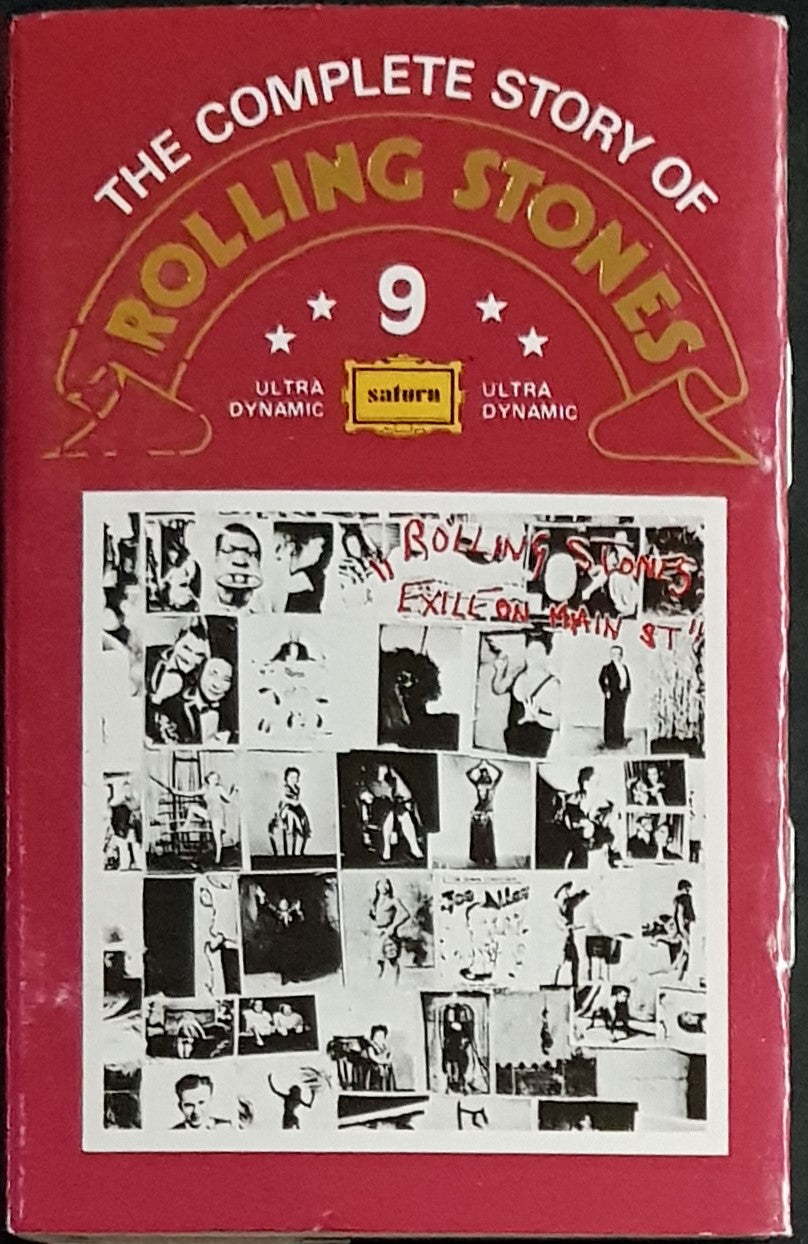 THE COMPLETE STORY OF
ROLLING STONES
9
ULTRA
DYNAMIC
saturn
ULTRA
DYNAMIC
"ROLLING STONES
EXILE ON MAIN ST"
Joe Allen